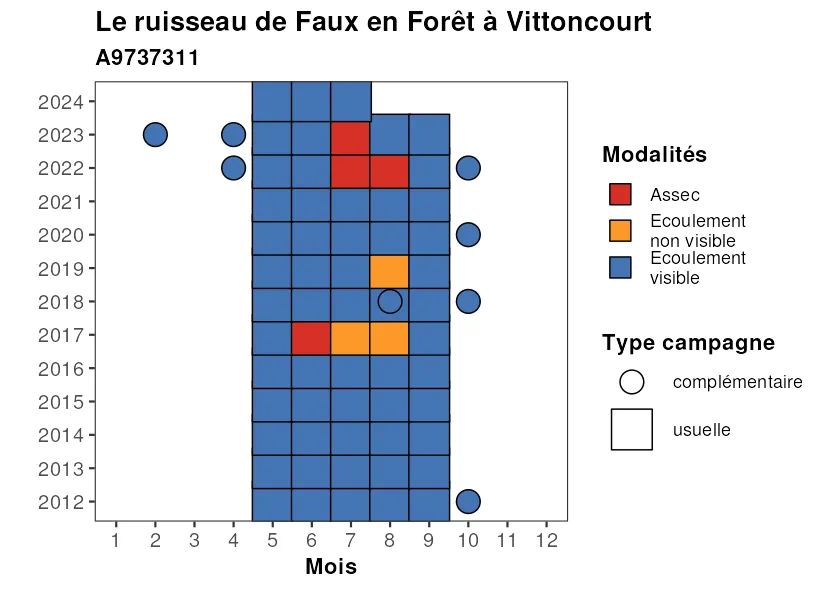 Le ruisseau de Faux en Forêt à Vittoncourt
A9737311
2024
2023
2022
2021
2020
2019
2018
2017
2016
2015
2014
2013
2012
1 2 3 4 5 6 7 8 9 10 11 12
Mois
Modalités
Assec
Ecoulement
non visible
Ecoulement
visible
Type campagne
complémentaire
usuelle